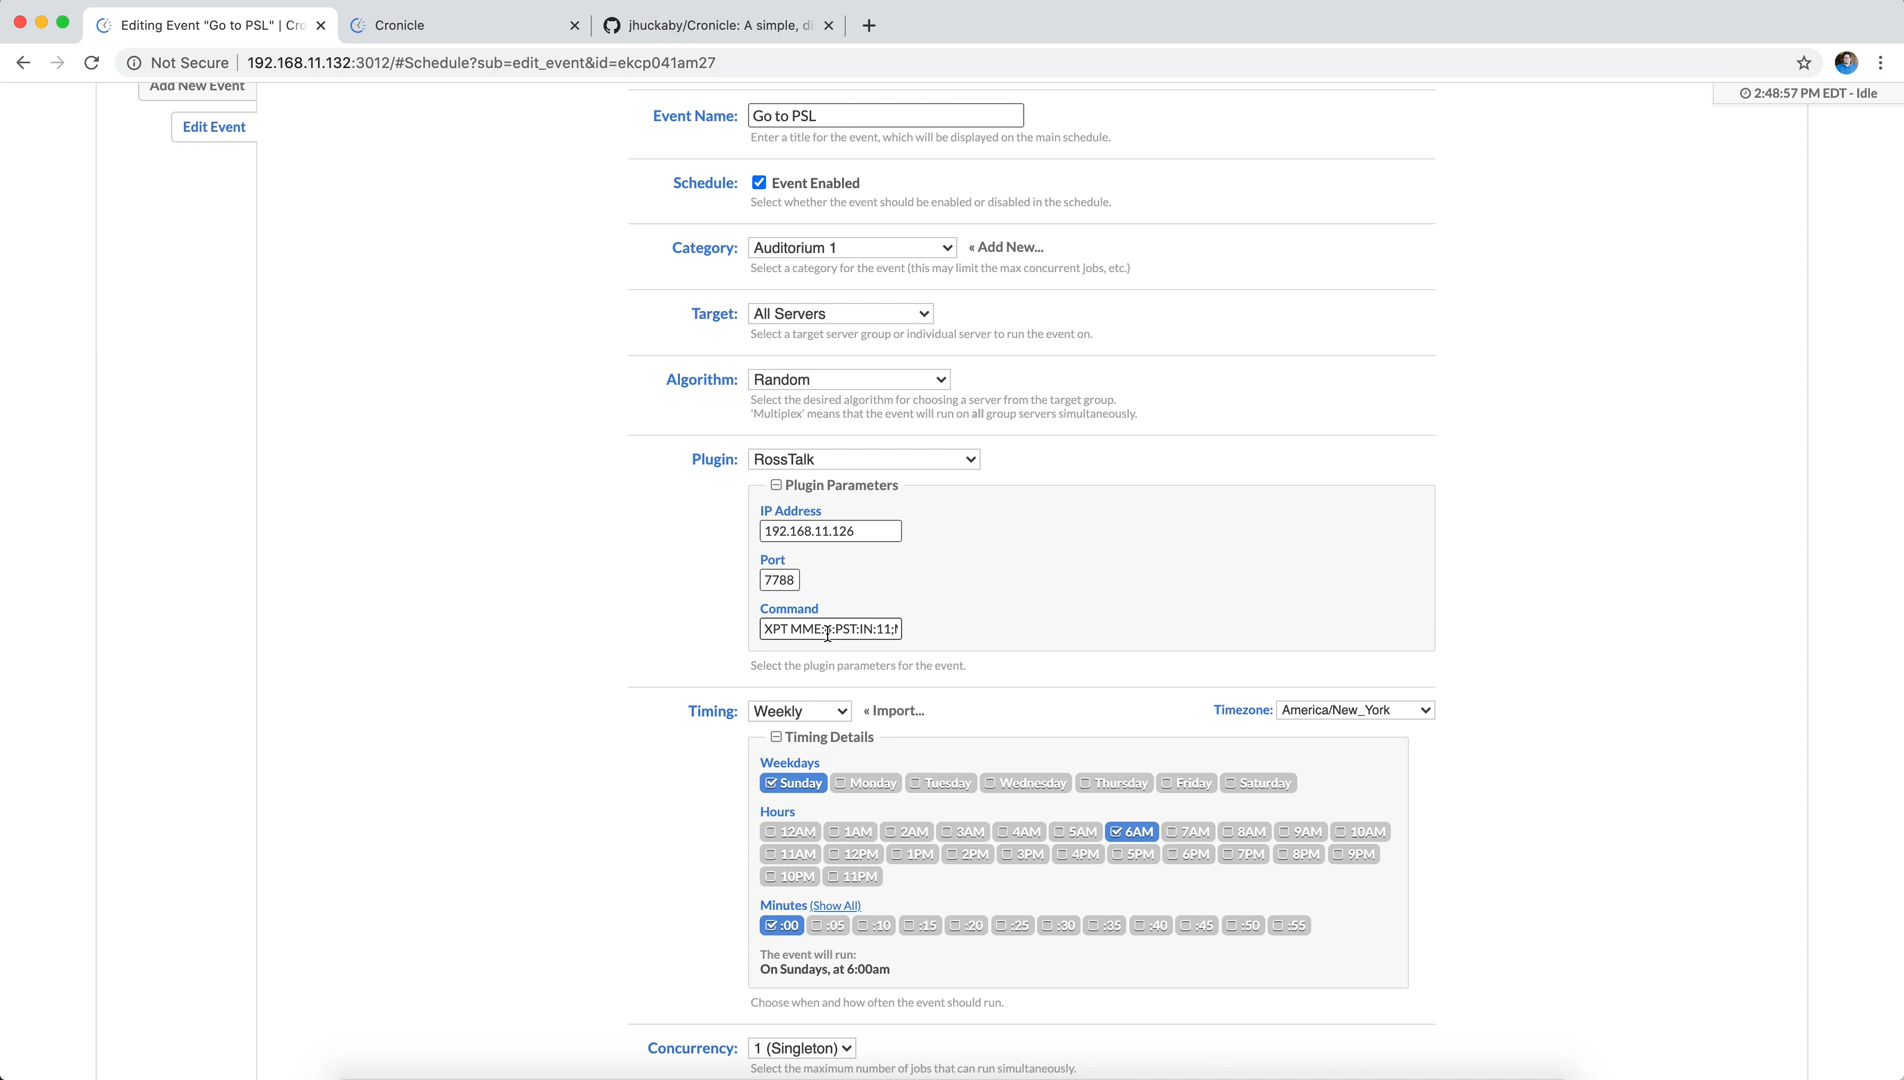 Editing Event "Go to PSL" | Cro
Cronicle
jhuckaby/Cronicle: A simple, di
Not Secure
192.168.11.132:3012/#Schedule?sub=edit_event&id=ekcp041am27
Add New Event
Edit Event
2:48:57 PM EDT - Idle
Event Name: Go to PSL
Enter a title for the event, which will be displayed on the main schedule.
Schedule: Event Enabled
Select whether the event should be enabled or disabled in the schedule.
Category: Auditorium 1 « Add New...
Select a category for the event (this may limit the max concurrent jobs, etc.)
Target: All Servers
Select a target server group or individual server to run the event on.
Algorithm: Random
Select the desired algorithm for choosing a server from the target group.
'Multiplex' means that the event will run on all group servers simultaneously.
Plugin: RossTalk
Plugin Parameters
IP Address
192.168.11.126
Port
7788
Command
XPT
Select the plugin parameters for the event.
Timing: Weekly « Import... Timezone: America/New_York
Timing Details
Weekdays
Sunday Monday Tuesday Wednesday Thursday Friday Saturday
Hours
12AM 1AM 2AM 3AM 4AM 5AM 6AM 7AM 8AM 9AM 10AM
11AM 12PM 1PM 2PM 3PM 4PM 5PM 6PM 7PM 8PM 9PM
10PM 11PM
Minutes (Show All)
:00 :05 :10 :15 :20 :25 :30 :35 :40 :45 :50 :55
The event will run:
On Sundays, at 6:00am
Choose when and how often the event should run.
Concurrency: 1 (Singleton)
Select the maximum number of jobs that can run simultaneously.